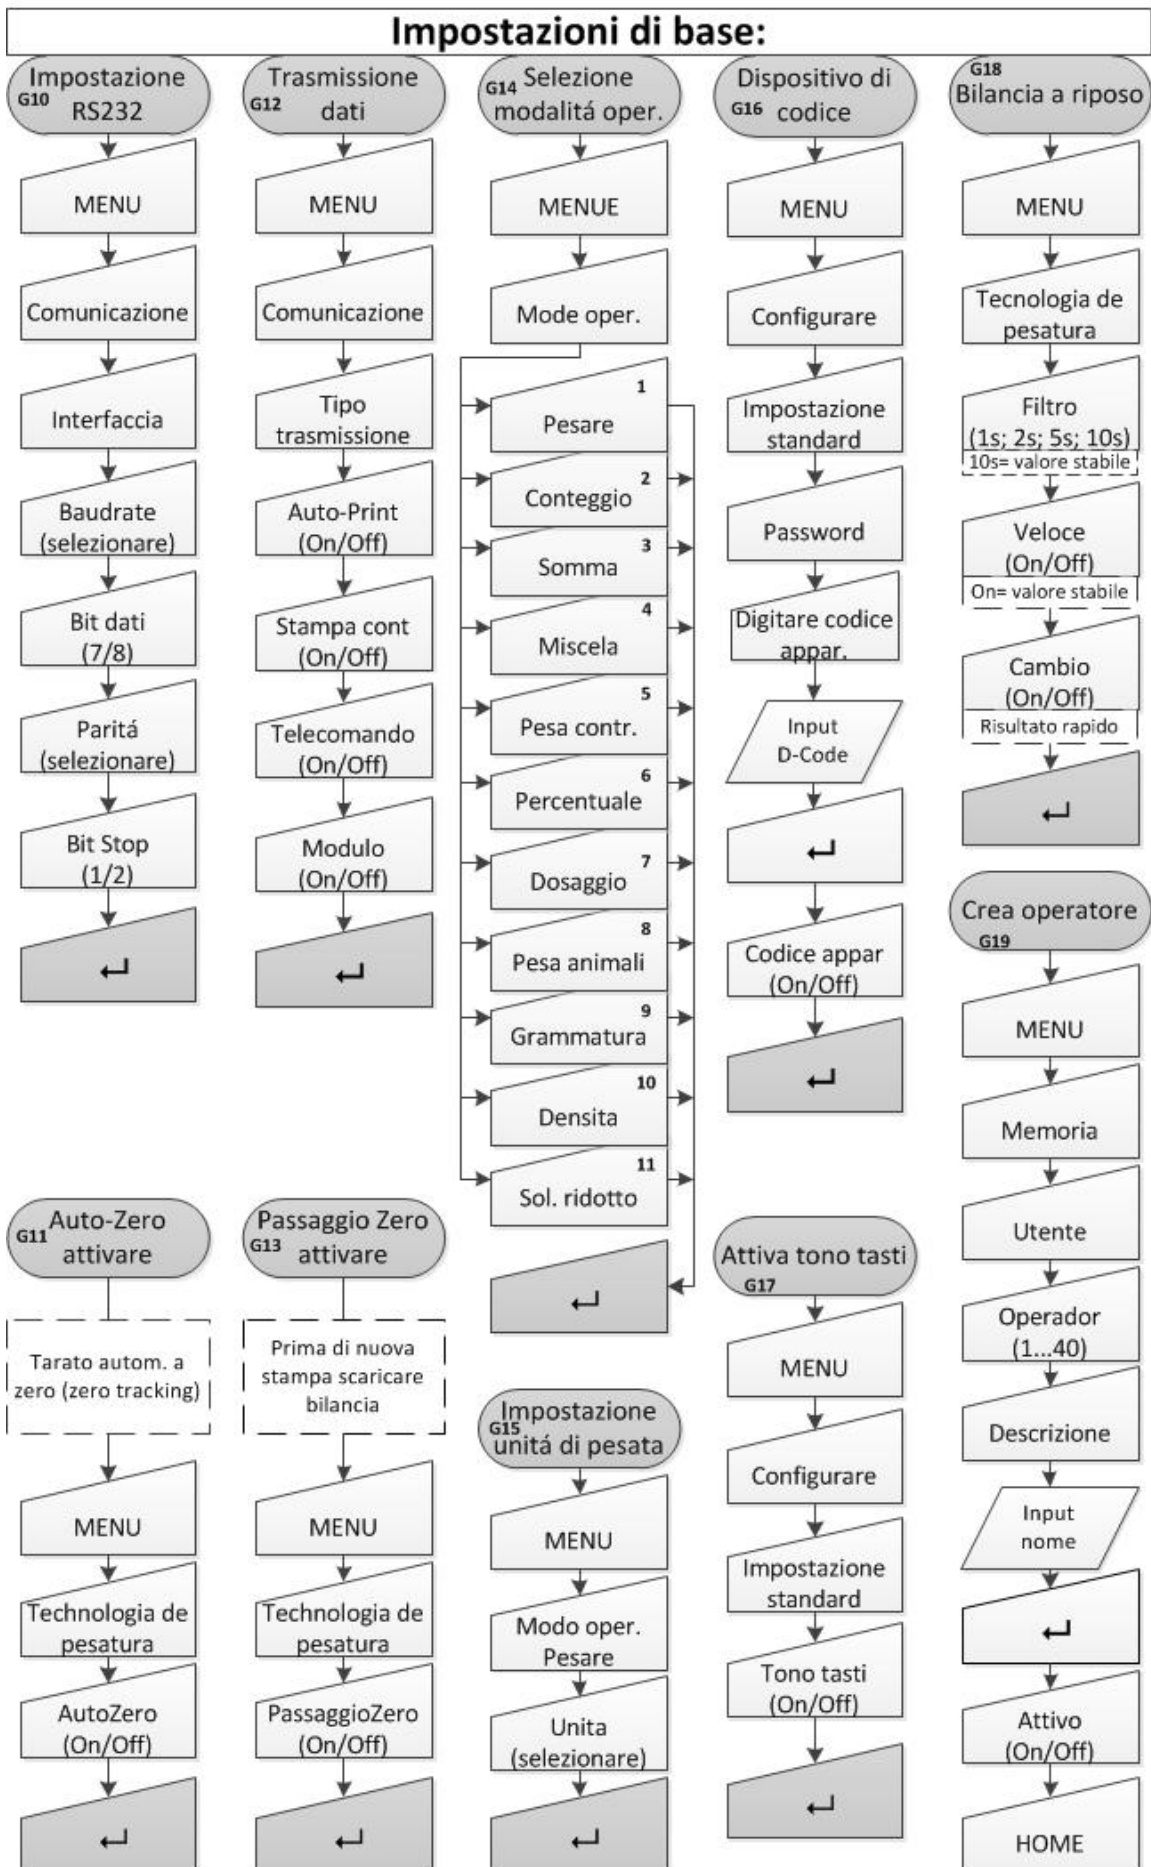 Impostazioni di base:
Impostazione
G10 RS232
MENU
Comunicazione
Interfaccia
Baudrate
(selezionare)
Bit dati
(7/8)
Paritá
(selezionare)
Bit Stop
(1/2)
↵
G11 Auto-Zero
attivare
Tarato autom. a
zero (zero tracking)
MENU
Technologia de
pesatura
AutoZero
(On/Off)
↵
Trasmissione
G12 dati
MENU
Comunicazione
Tipo
trasmissione
Auto-Print
(On/Off)
Stampa cont
(On/Off)
Telecomando
(On/Off)
Modulo
(On/Off)
↵
Passaggio Zero
G13 attivare
Prima di nuova
stampa scaricare
bilancia
MENU
Technologia de
pesatura
PassaggioZero
(On/Off)
↵
G14 Selezione
modalitá oper.
MENUE
Mode oper.
1
Pesare
2
Conteggio
3
Somma
4
Miscela
5
Pesa contr.
6
Percentuale
7
Dosaggio
8
Pesa animali
9
Grammatura
10
Densita
11
Sol. ridotto
↵
Impostazione
G15 unitá di pesata
MENU
Modo oper.
Pesare
Unita
(selezionare)
↵
Dispositivo di
G16 codice
MENU
Configurare
Impostazione
standard
Password
Digitare codice
appar.
Input
D-Code
↵
Codice appar
(On/Off)
↵
Attiva tono tasti
G17
MENU
Configurare
Impostazione
standard
Tono tasti
(On/Off)
↵
G18
Bilancia a riposo
MENU
Tecnologia de
pesatura
Filtro
(1s; 2s; 5s; 10s)
10s= valore stabile
Veloce
(On/Off)
On= valore stabile
Cambio
(On/Off)
Risultato rapido
↵
Crea operatore
G19
MENU
Memoria
Utente
Operador
(1...40)
Descrizione
Input
nome
↵
Attivo
(On/Off)
HOME